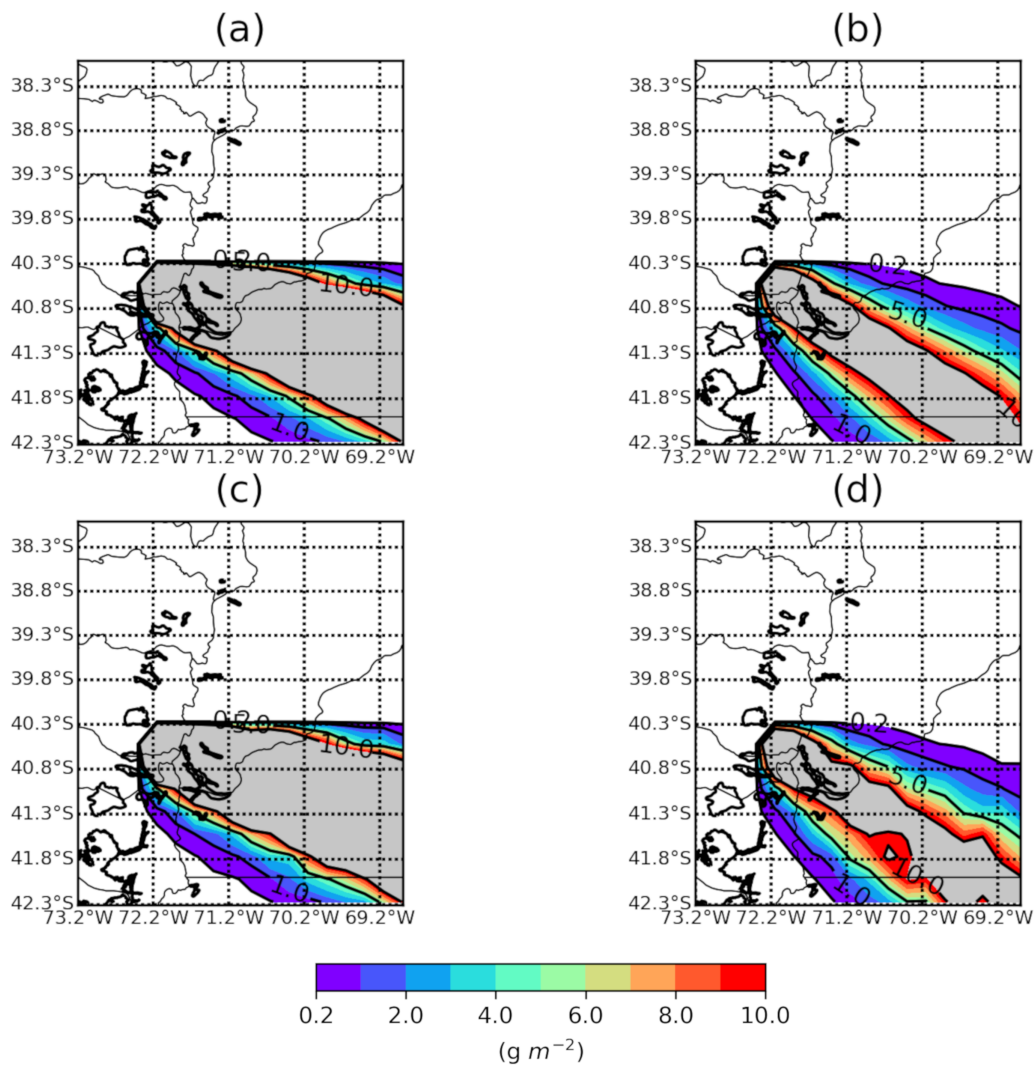 (a) (b)
38.3°S 38.3°S
38.8°S 38.8°S
39.3°S 39.3°S
39.8°S 39.8°S
40.3°S 40.3°S 0.2
40.8°S 10.0 40.8°S 5.0
41.3°S 41.3°S
41.8°S 1.0 41.8°S 1.0
42.3°S 42.3°S
73.2°W 72.2°W 71.2°W 70.2°W 69.2°W 73.2°W 72.2°W 71.2°W 70.2°W 69.2°W
(c) (d)
38.3°S 38.3°S
38.8°S 38.8°S
39.3°S 39.3°S
39.8°S 39.8°S
40.3°S 10.0 40.3°S 0.2
40.8°S 40.8°S 5.0
41.3°S 41.3°S
41.8°S 1.0 41.8°S 1.0 10.0
42.3°S 42.3°S
73.2°W 72.2°W 71.2°W 70.2°W 69.2°W 73.2°W 72.2°W 71.2°W 70.2°W 69.2°W
0.2 2.0 4.0 6.0 8.0 10.0
(g m⁻²)